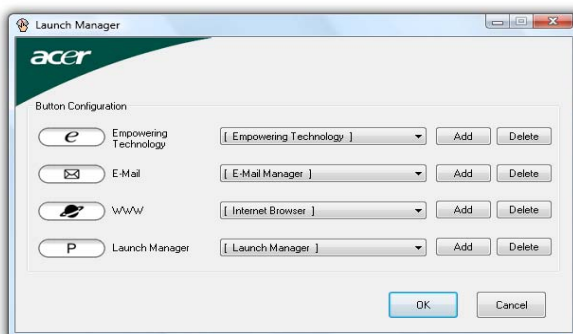 Launch Manager
acer
Button Configuration
e Empowering Technology [ Empowering Technology ] Add Delete
E-Mail [ E-Mail Manager ] Add Delete
WWW [ Internet Browser ] Add Delete
P Launch Manager [ Launch Manager ] Add Delete
OK Cancel